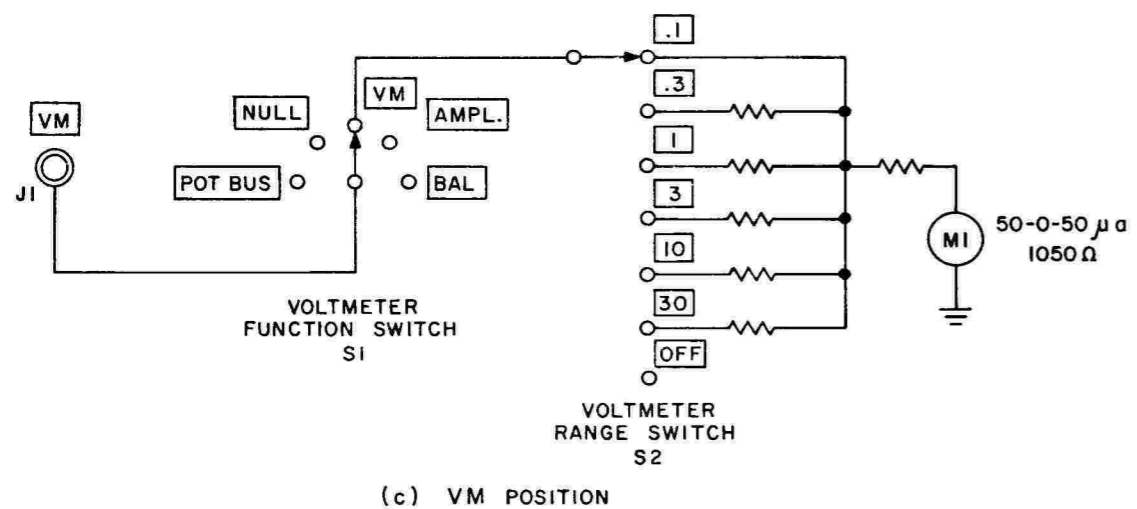 VM
J1
NULL
VM
AMPL.
POT BUS
BAL
VOLTMETER
FUNCTION SWITCH
S1
.1
.3
1
3
10
30
OFF
VOLTMETER
RANGE SWITCH
S2
M1
50-0-50 μa
1050Ω
(c) VM POSITION